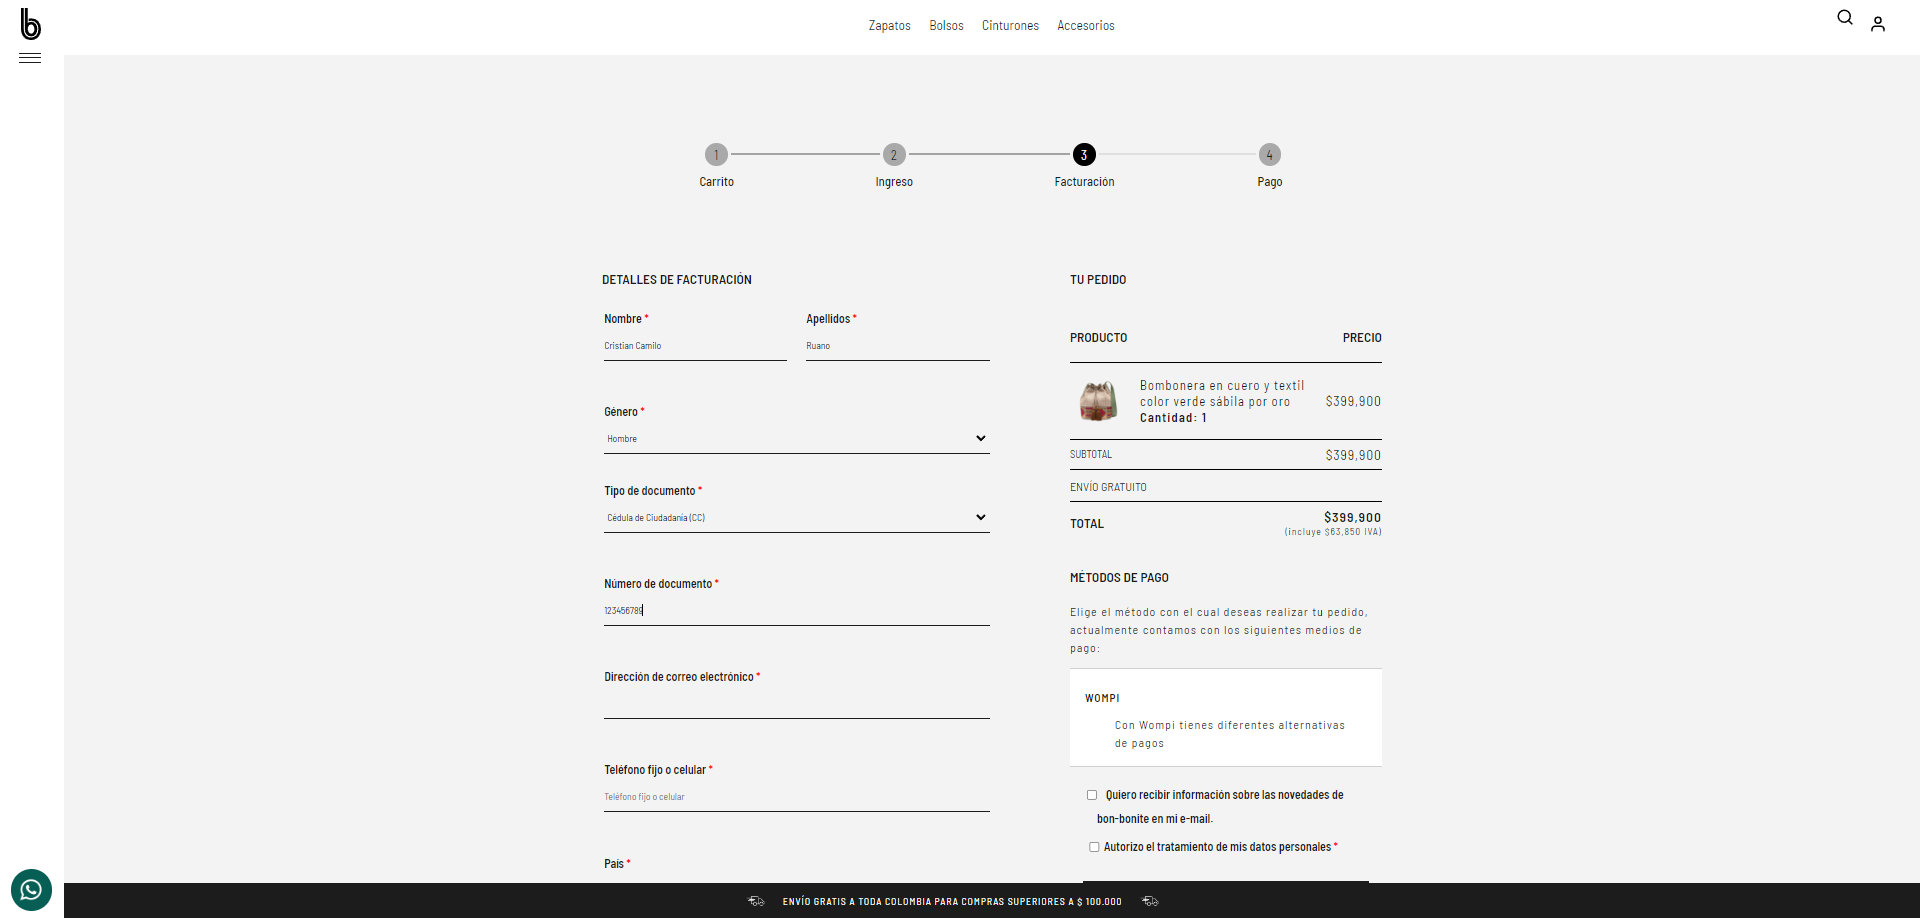 b
Zapatos Bolsos Cinturones Accesorios
1 2 3 4
Carrito Ingreso Facturación Pago
DETALLES DE FACTURACIÓN
Nombre * Apellidos *
Cristian Camilo Ruano
Género *
Hombre
Tipo de documento *
Cédula de Ciudadanía (CC)
Número de documento *
123456789
Dirección de correo electrónico *
Teléfono fijo o celular *
Teléfono fijo o celular
País *
TU PEDIDO
PRODUCTO PRECIO
Bombonera en cuero y textil
color verde sábila por oro $399,900
Cantidad: 1
SUBTOTAL $399,900
ENVÍO GRATUITO
TOTAL $399,900
(incluye $63,850 IVA)
MÉTODOS DE PAGO
Elige el método con el cual deseas realizar tu pedido,
actualmente contamos con los siguientes medios de
pago:
WOMPI
Con Wompi tienes diferentes alternativas
de pagos
Quiero recibir información sobre las novedades de
bon-bonite en mi e-mail.
Autorizo el tratamiento de mis datos personales *
ENVÍO GRATIS A TODA COLOMBIA PARA COMPRAS SUPERIORES A $ 100.000